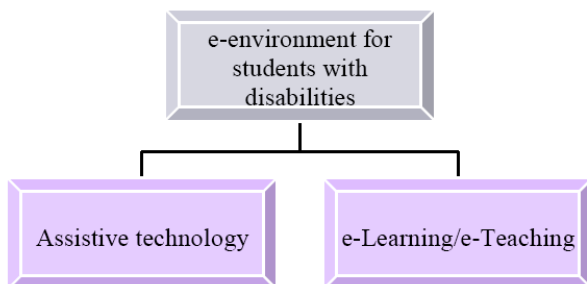 e-environment for
students with
disabilities
Assistive technology
e-Learning/e-Teaching